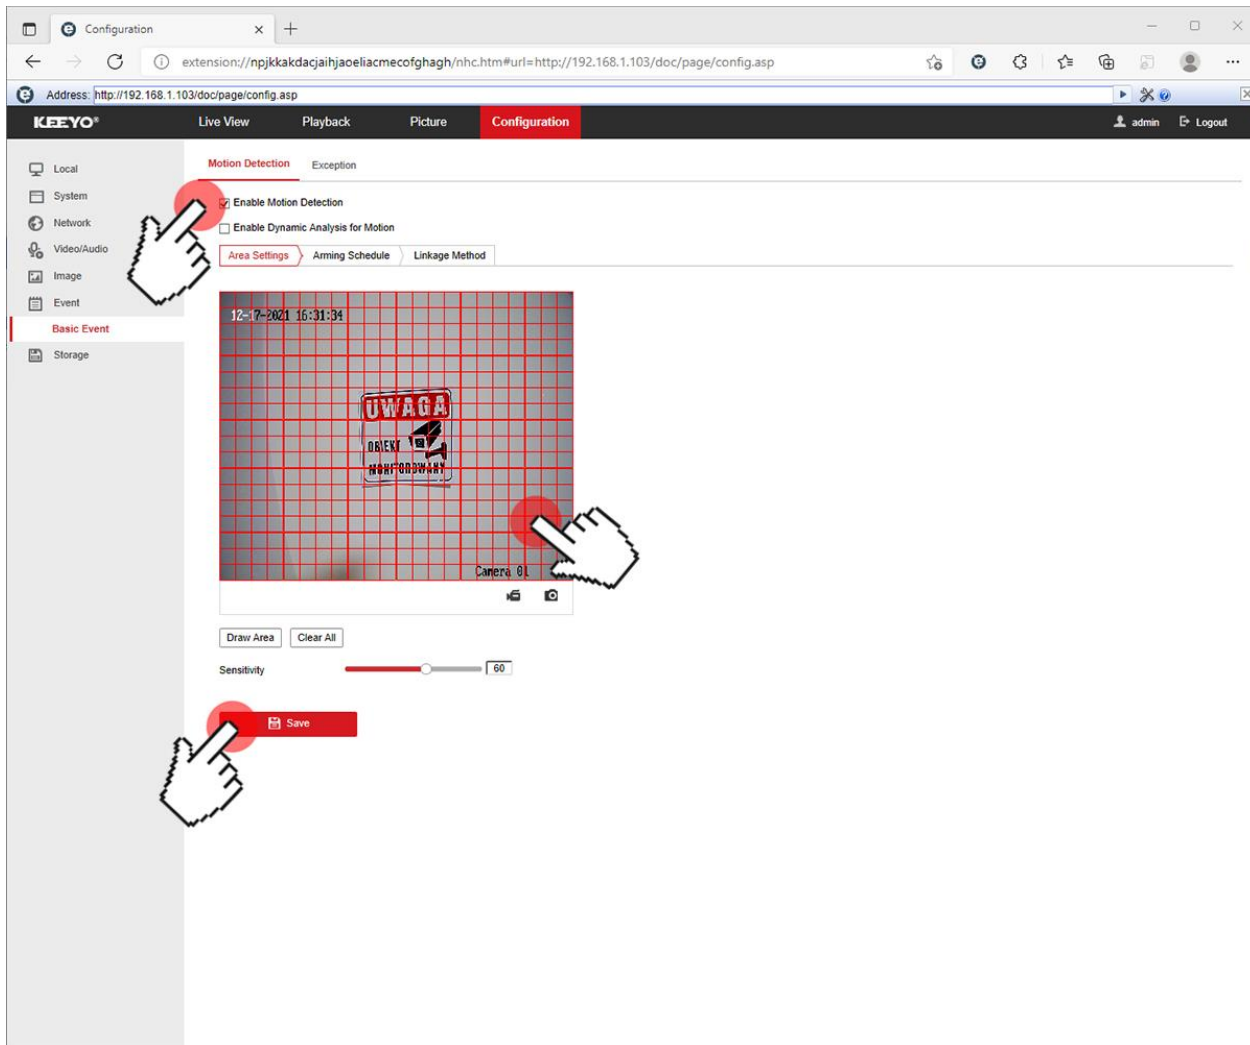 Configuration
extension://npjkkakdacjaihjaoeliacmecofghagh/nhc.htm#url=http://192.168.1.103/doc/page/config.asp
Address: http://192.168.1.103/doc/page/config.asp
KEEYO® Live View Playback Picture Configuration admin Logout
Motion Detection Exception
Local
System
Network
Video/Audio
Image
Event
Basic Event
Storage
Enable Motion Detection
Enable Dynamic Analysis for Motion
Area Settings Arming Schedule Linkage Method
12-17-2021 16:31:34
UWAGA
OBIEKT
MONITOROWANY
Camera 01
Draw Area Clear All
Sensitivity 60
Save